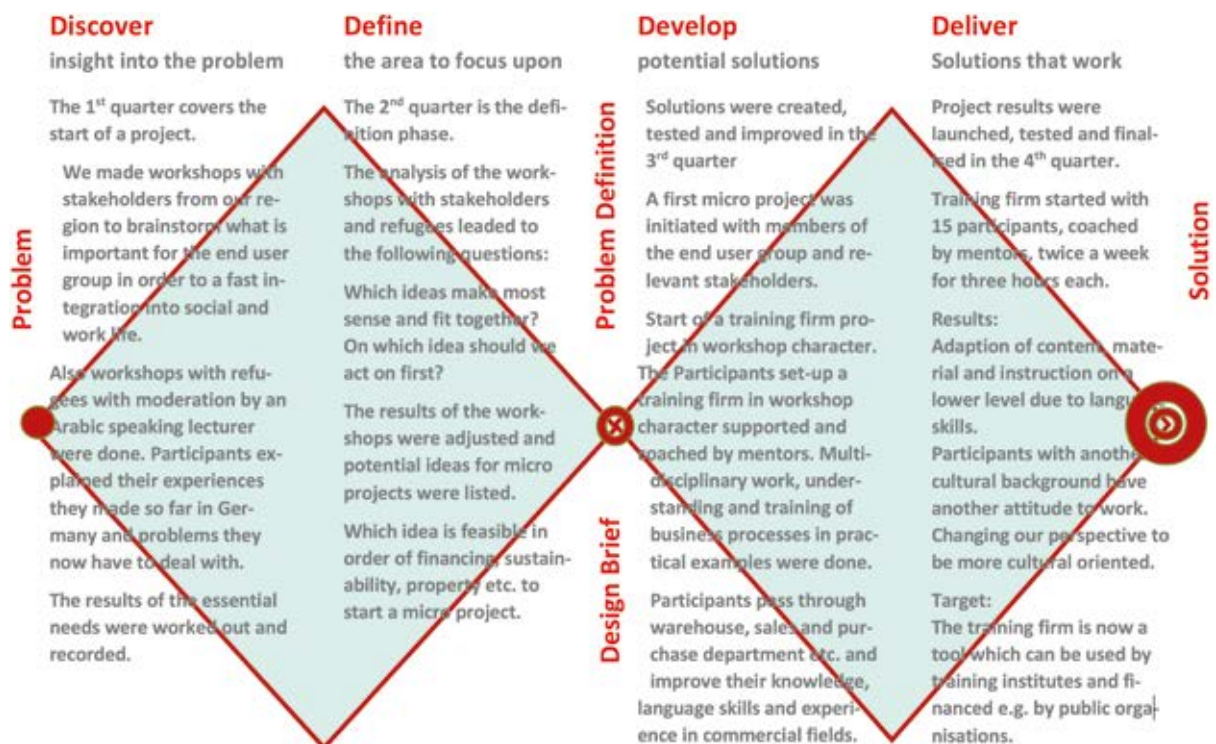 Discover
insight into the problem
The 1st quarter covers the
start of a project.
We made workshops with
stakeholders from our re-
gion to brainstorm what is
important for the end user
group in order to a fast in-
tegration into social and
work life.
Also workshops with refu-
gees with moderation by an
Arabic speaking lecturer
were done. Participants ex-
plained their experiences
they made so far in Ger-
many and problems they
now have to deal with.
The results of the essential
needs were worked out and
recorded.
Define
the area to focus upon
The 2nd quarter is the defi-
nition phase.
The analysis of the work-
shops with stakeholders
and refugees leaded to
the following questions:
Which ideas make most
sense and fit together?
On which idea should we
act on first?
The results of the work-
shops were adjusted and
potential ideas for micro
projects were listed.
Which idea is feasible in
order of financing, sustain-
ability, property etc. to
start a micro project.
Develop
potential solutions
Solutions were created,
tested and improved in the
3rd quarter
A first micro project was
initiated with members of
the end user group and re-
levant stakeholders.
Start of a training firm pro-
ject in workshop character.
The Participants set-up a
training firm in workshop
character supported and
coached by mentors. Multi-
disciplinary work, under-
standing and training of
business processes in prac-
tical examples were done.
Participants pass through
warehouse, sales and pur-
chase department etc. and
improve their knowledge,
language skills and experi-
ence in commercial fields.
Deliver
Solutions that work
Project results were
launched, tested and final-
ised in the 4th quarter.
Training firm started with
15 participants, coached
by mentors, twice a week
for three hours each.
Results:
Adaption of content, mate-
rial and instruction on a
lower level due to language
skills.
Participants with another
cultural background have
another attitude to work.
Changing our perspective to
be more cultural oriented.
Target:
The training firm is now a
tool which can be used by
training institutes and fi-
nanced e.g. by public orga-
nisations.
Problem
Problem Definition
Design Brief
Solution